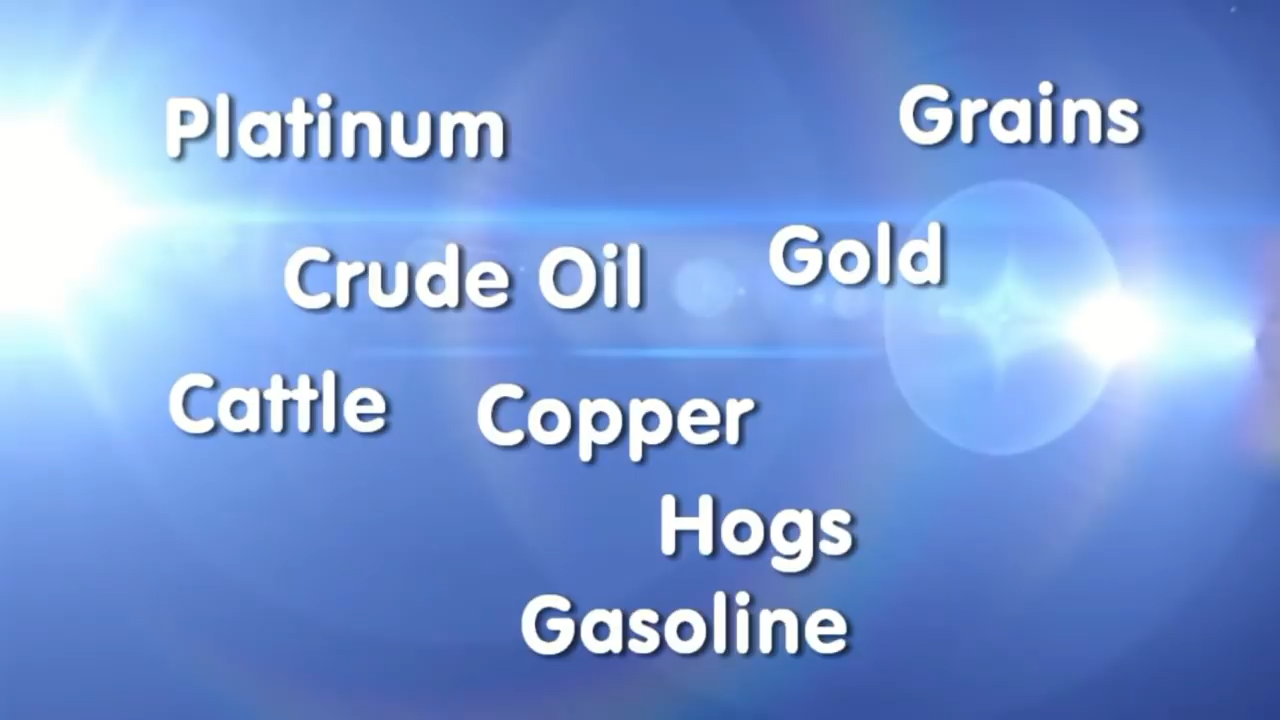 Platinum
Grains
Crude Oil
Gold
Cattle
Copper
Hogs
Gasoline